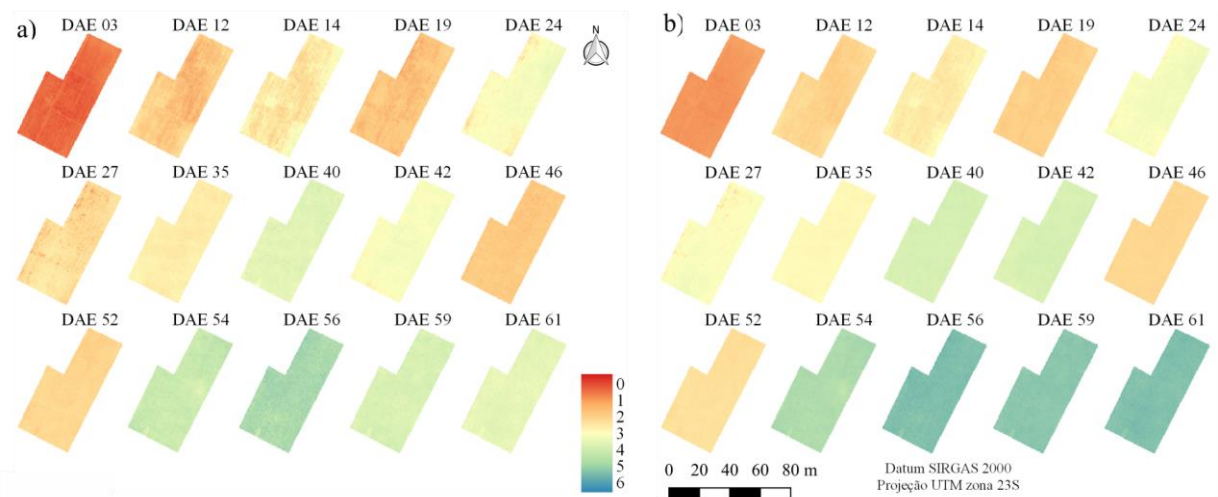 a)
DAE 03 DAE 12 DAE 14 DAE 19 DAE 24
N
DAE 27 DAE 35 DAE 40 DAE 42 DAE 46
DAE 52 DAE 54 DAE 56 DAE 59 DAE 61
0
1
2
3
4
5
6
b)
DAE 03 DAE 12 DAE 14 DAE 19 DAE 24
DAE 27 DAE 35 DAE 40 DAE 42 DAE 46
DAE 52 DAE 54 DAE 56 DAE 59 DAE 61
0 20 40 60 80 m
Datum SIRGAS 2000
Projeção UTM zona 23S